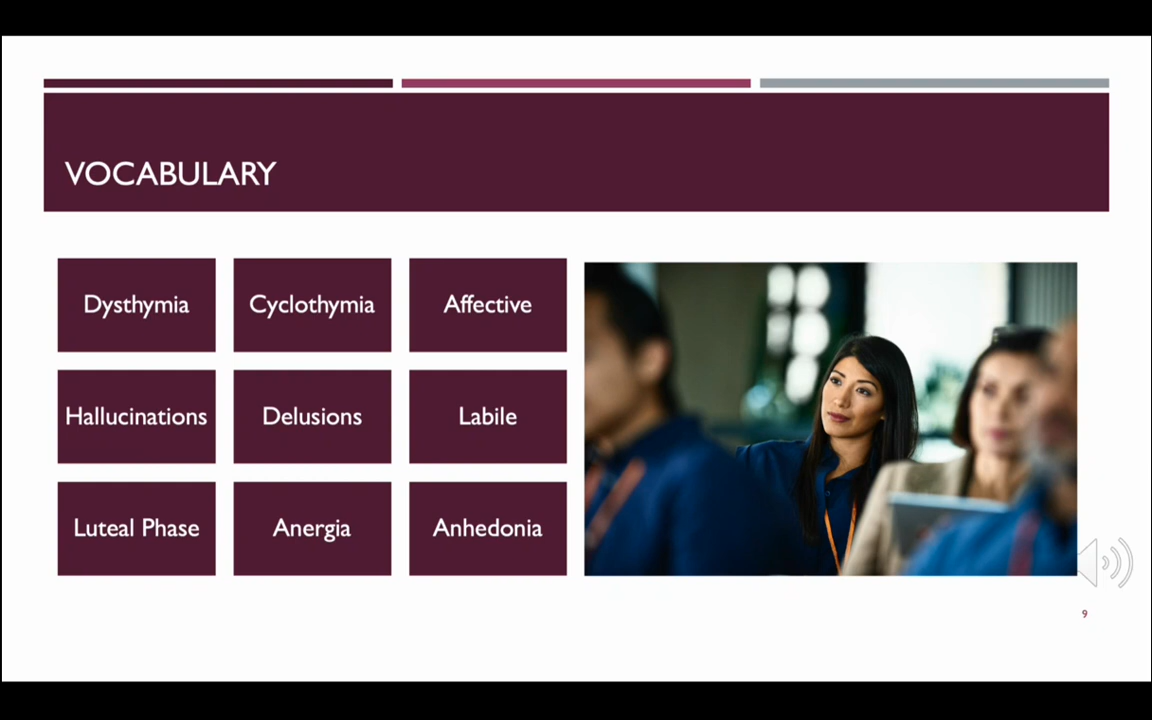 VOCABULARY
Dysthymia
Cyclothymia
Affective
Hallucinations
Delusions
Labile
Luteal Phase
Anergia
Anhedonia
9